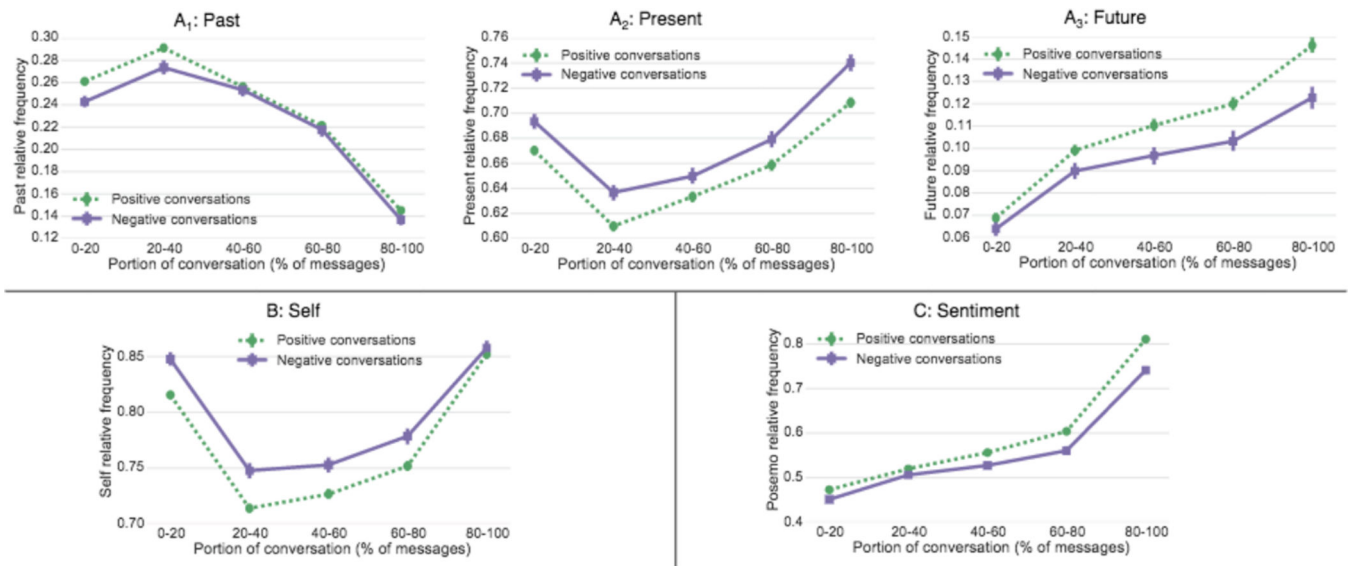 A1: Past
Past relative frequency
0.30
0.28
0.26
0.24
0.22
0.20
0.18
0.16
0.14
0.12
Positive conversations
Negative conversations
0-20 20-40 40-60 60-80 80-100
Portion of conversation (% of messages)
A2: Present
Present relative frequency
0.76
0.74
0.72
0.70
0.68
0.66
0.64
0.62
0.60
Positive conversations
Negative conversations
0-20 20-40 40-60 60-80 80-100
Portion of conversation (% of messages)
A3: Future
Future relative frequency
0.15
0.14
0.13
0.12
0.11
0.10
0.09
0.08
0.07
0.06
Positive conversations
Negative conversations
0-20 20-40 40-60 60-80 80-100
Portion of conversation (% of messages)
B: Self
Self relative frequency
0.85
0.80
0.75
0.70
Positive conversations
Negative conversations
0-20 20-40 40-60 60-80 80-100
Portion of conversation (% of messages)
C: Sentiment
Posemo relative frequency
0.8
0.7
0.6
0.5
0.4
Positive conversations
Negative conversations
0-20 20-40 40-60 60-80 80-100
Portion of conversation (% of messages)